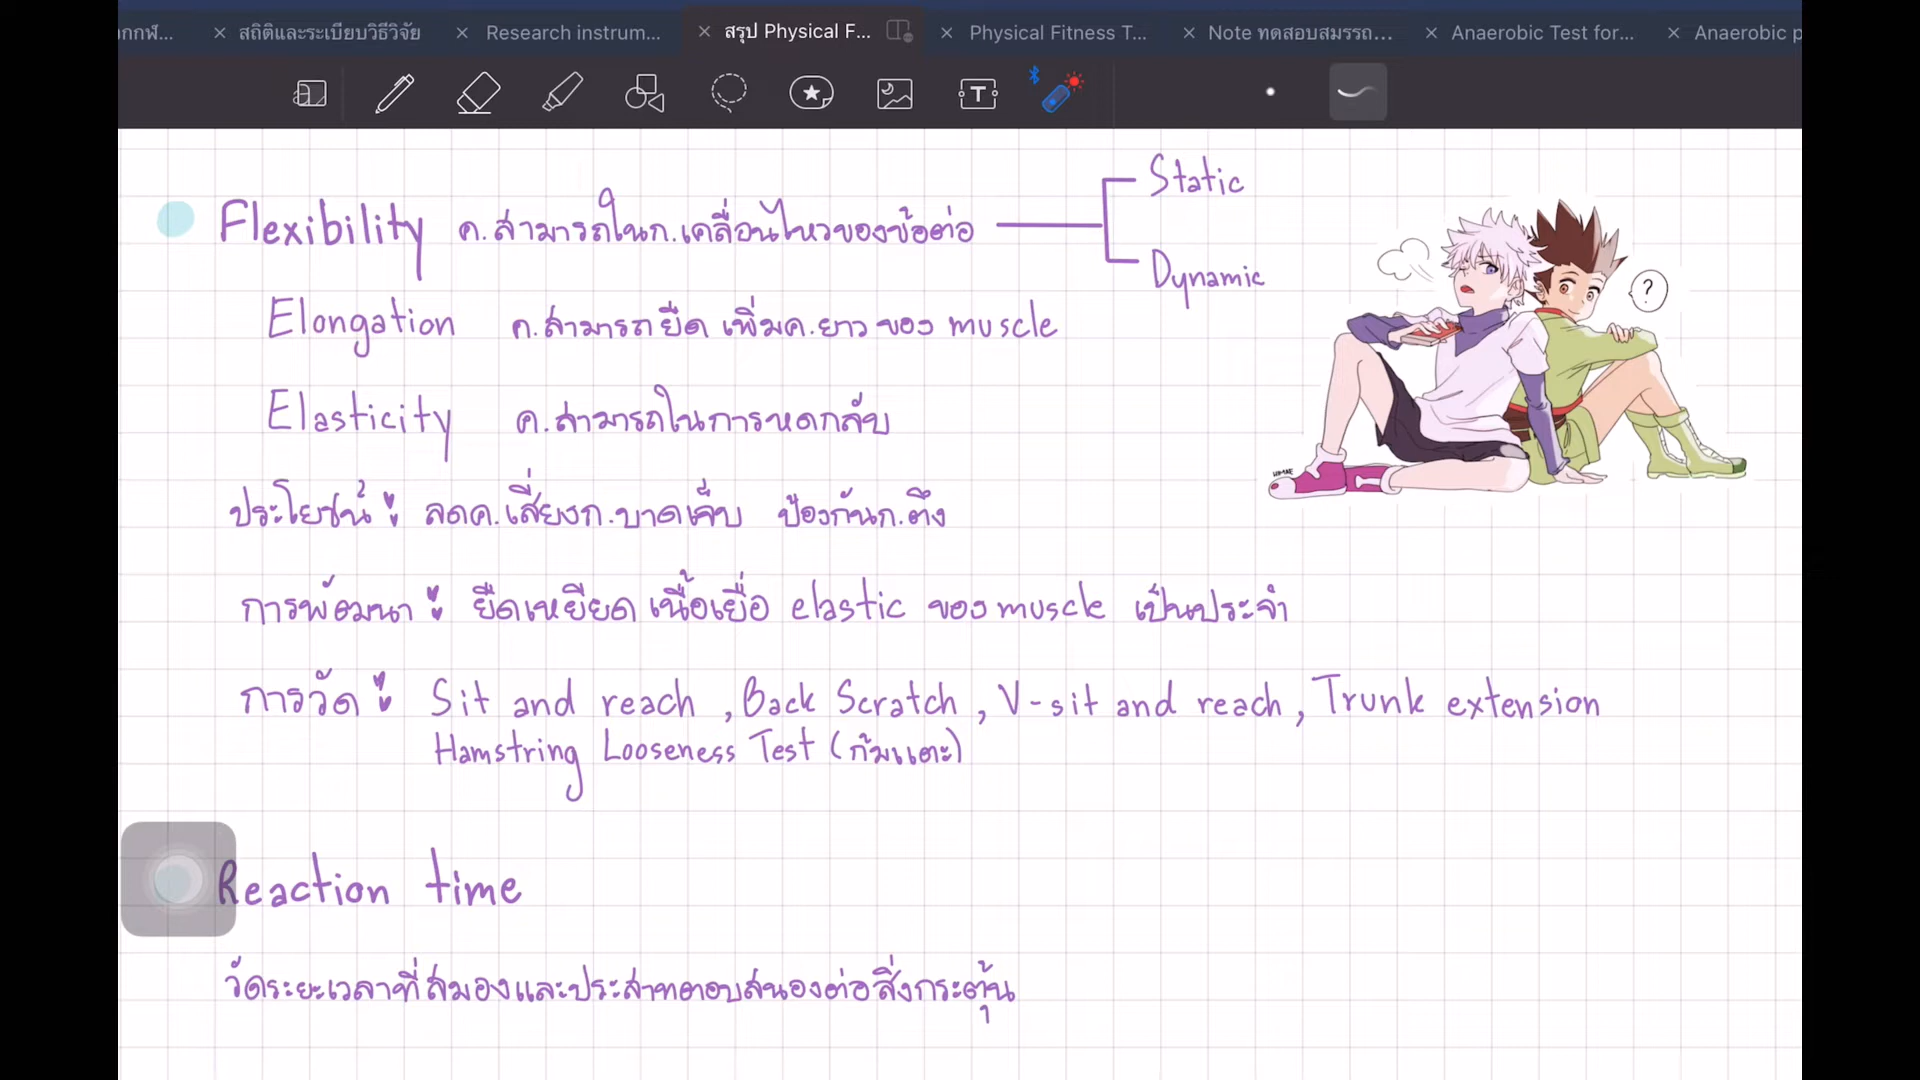 อกกฬ... สถิติและระเบียบวิธีวิจัย Research instrum... สรุป Physical F... Physical Fitness T... Note ทดสอบสมรรถ... Anaerobic Test for... Anaerobic p
T
Flexibility ค.สามารถในก.เคลื่อนไหวของข้อต่อ
Static
Dynamic
?
Elongation ค.สามารถยืด เพิ่มค.ยาว ของ muscle
Elasticity ค.สามารถในการหดกลับ
ประโยชน์ : ลดค.เสี่ยงก.บาดเจ็บ ป้องกันก.ตึง
การพัฒนา : ยืดเหยียด เนื้อเยื่อ elastic ของ muscle เป็นประจำ
การวัด : Sit and reach , Back Scratch , V-sit and reach , Trunk extension
Hamstring Looseness Test (ก้มแตะ)
Reaction time
วัดระยะเวลาที่สมองและประสาทตอบสนองต่อสิ่งกระตุ้น